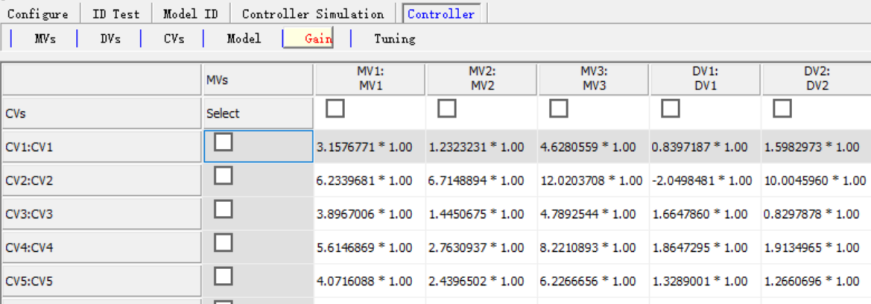 Configure ID Test Model ID Controller Simulation Controller
MVs DVs CVs Model Gain Tuning
MVs MV1: MV1 MV2: MV2 MV3: MV3 DV1: DV1 DV2: DV2
CVs Select
CV1:CV1 3.1576771 * 1.00 1.2323231 * 1.00 4.6280559 * 1.00 0.8397187 * 1.00 1.5982973 * 1.00
CV2:CV2 6.2339681 * 1.00 6.7148894 * 1.00 12.0203708 * 1.00 -2.0498481 * 1.00 10.0045960 * 1.00
CV3:CV3 3.8967006 * 1.00 1.4450675 * 1.00 4.7892544 * 1.00 1.6647860 * 1.00 0.8297878 * 1.00
CV4:CV4 5.6146869 * 1.00 2.7630937 * 1.00 8.2210893 * 1.00 1.8647295 * 1.00 1.9134965 * 1.00
CV5:CV5 4.0716088 * 1.00 2.4396502 * 1.00 6.2266656 * 1.00 1.3289001 * 1.00 1.2660696 * 1.00